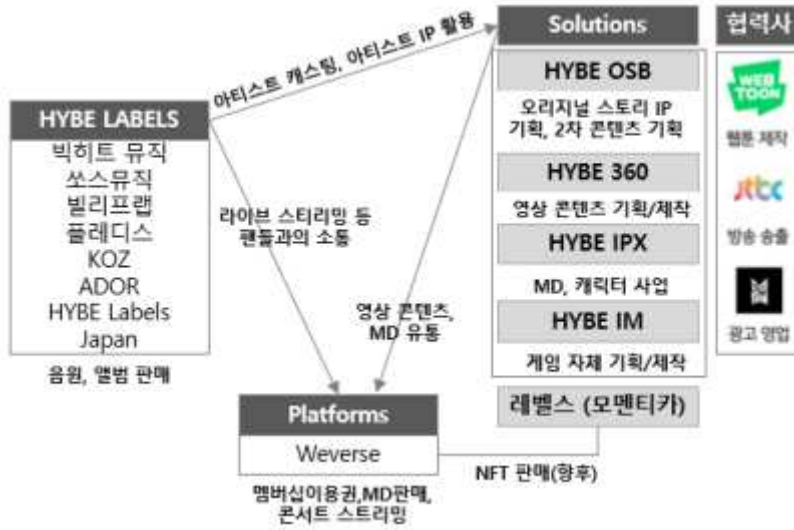 아티스트 캐스팅, 아티스트 IP 활용
HYBE LABELS
빅히트 뮤직
쏘스뮤직
빌리프랩
플레디스
KOZ
ADOR
HYBE Labels
Japan
음원, 앨범 판매
라이브 스티리밍 등
팬들과의 소통
영상 콘텐츠,
MD 유통
Platforms
Weverse
멤버십이용권,MD판매,
콘서트 스트리밍
NFT 판매(향후)
Solutions
HYBE OSB
오리지널 스토리 IP
기획, 2차 콘텐츠 기획
HYBE 360
영상 콘텐츠 기획/제작
HYBE IPX
MD, 캐릭터 사업
HYBE IM
게임 자체 기획/제작
레벨스 (모멘티카)
협력사
WEB
TOON
웹툰 제작
jtbc
방송 송출
광고 영업